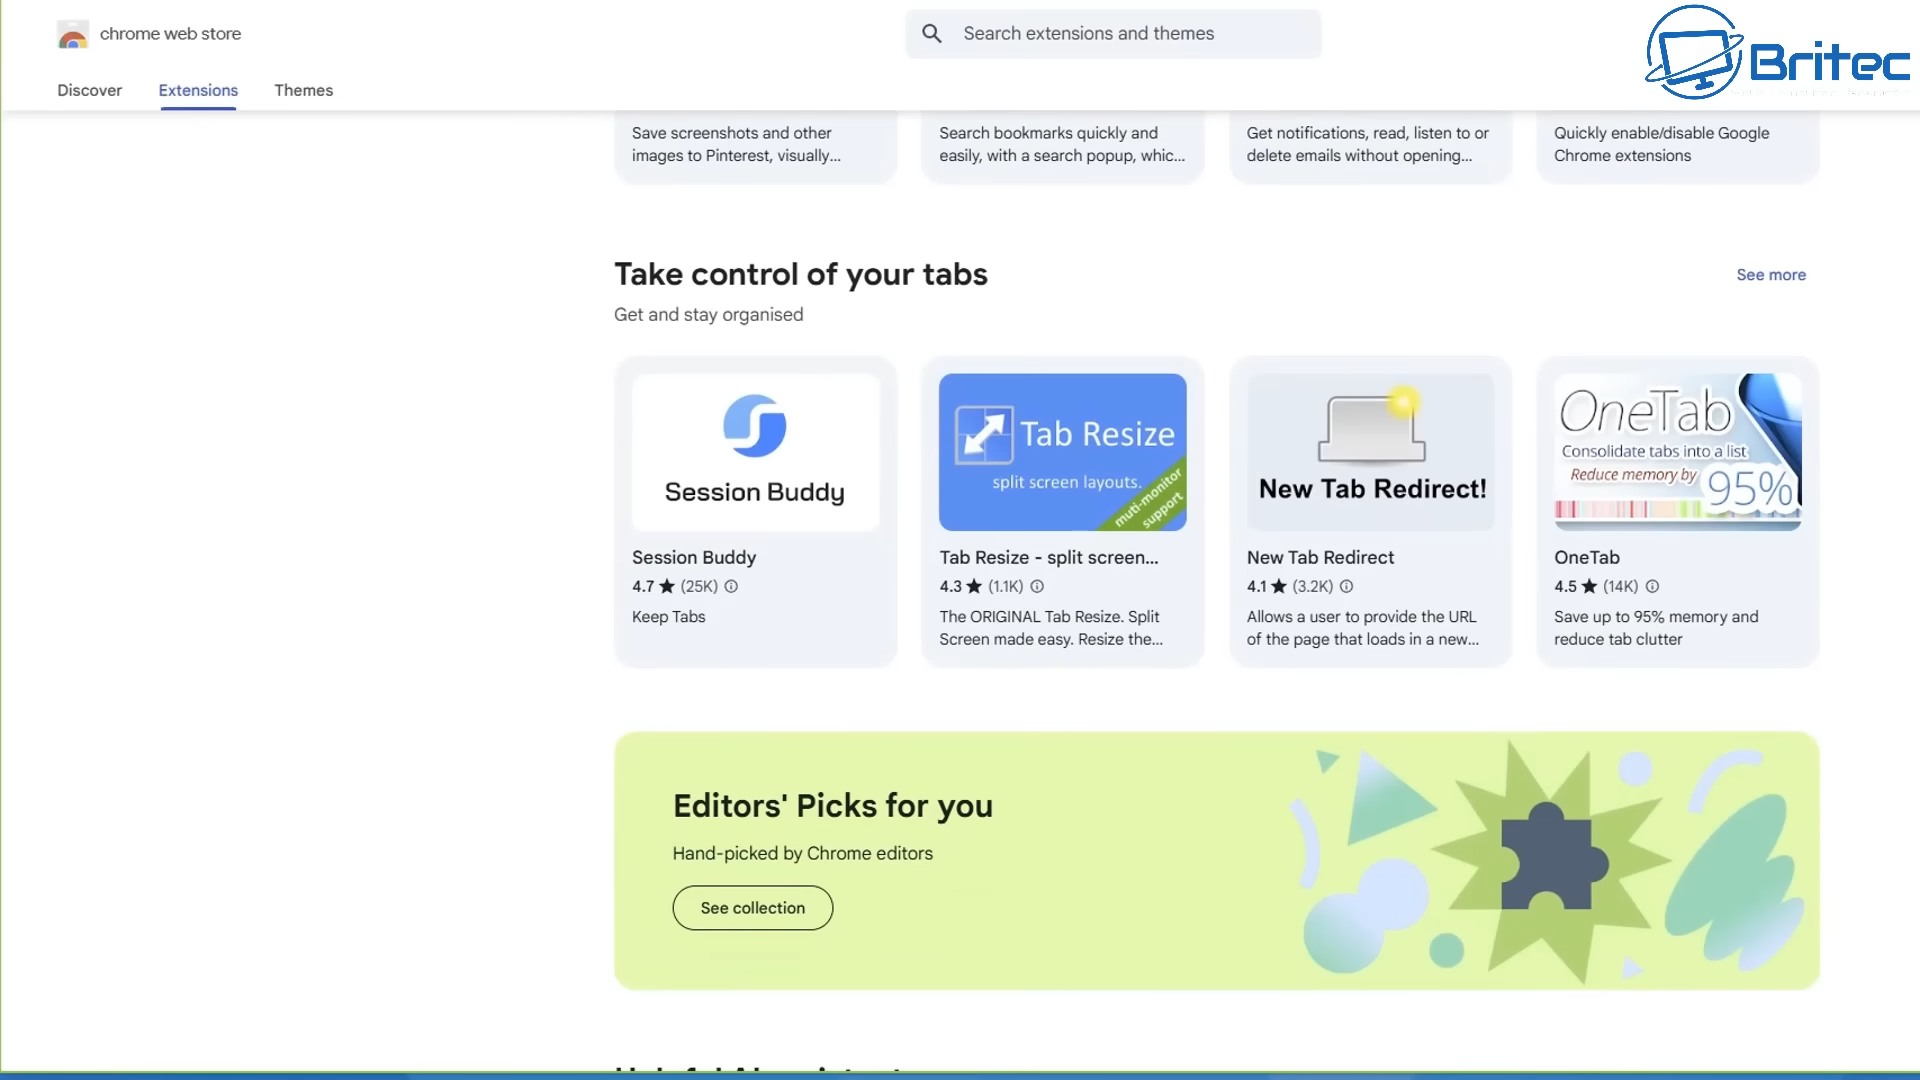 chrome web store
Search extensions and themes
Britec
Discover
Extensions
Themes
Save screenshots and other
images to Pinterest, visually...
Search bookmarks quickly and
easily, with a search popup, whic...
Get notifications, read, listen to or
delete emails without opening...
Quickly enable/disable Google
Chrome extensions
Take control of your tabs
See more
Get and stay organised
Session Buddy
Session Buddy
4.7 ★ (25K)
Keep Tabs
Tab Resize
split screen layouts.
muti-monitor
support
Tab Resize - split screen...
4.3 ★ (1.1K)
The ORIGINAL Tab Resize. Split
Screen made easy. Resize the...
New Tab Redirect!
New Tab Redirect
4.1 ★ (3.2K)
Allows a user to provide the URL
of the page that loads in a new...
OneTab
Consolidate tabs into a list
Reduce memory by 95%
OneTab
4.5 ★ (14K)
Save up to 95% memory and
reduce tab clutter
Editors' Picks for you
Hand-picked by Chrome editors
See collection